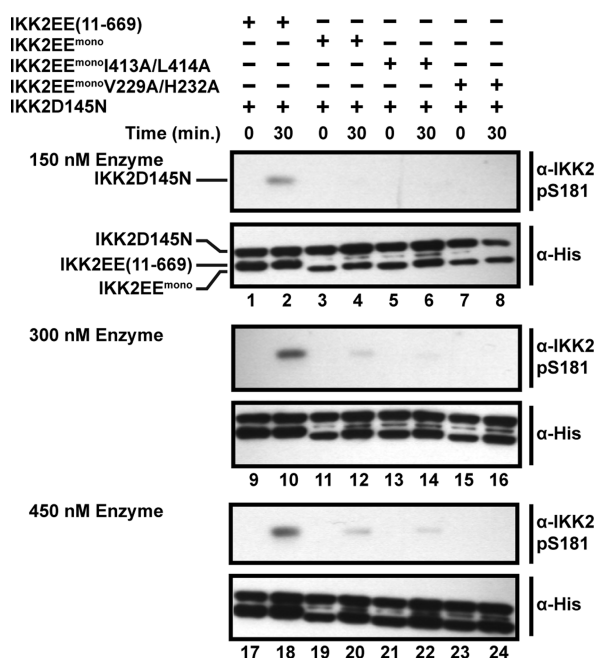 IKK2EE(11-669) + + – – – – – –
IKK2EEmono – – + + – – – –
IKK2EEmonoI413A/L414A – – – – + + – –
IKK2EEmonoV229A/H232A – – – – – – + +
IKK2D145N + + + + + + + +
Time (min.) 0 30 0 30 0 30 0 30
150 nM Enzyme
IKK2D145N
α-IKK2
pS181
IKK2D145N
IKK2EE(11-669)
IKK2EEmono
α-His
1 2 3 4 5 6 7 8
300 nM Enzyme
α-IKK2
pS181
α-His
9 10 11 12 13 14 15 16
450 nM Enzyme
α-IKK2
pS181
α-His
17 18 19 20 21 22 23 24